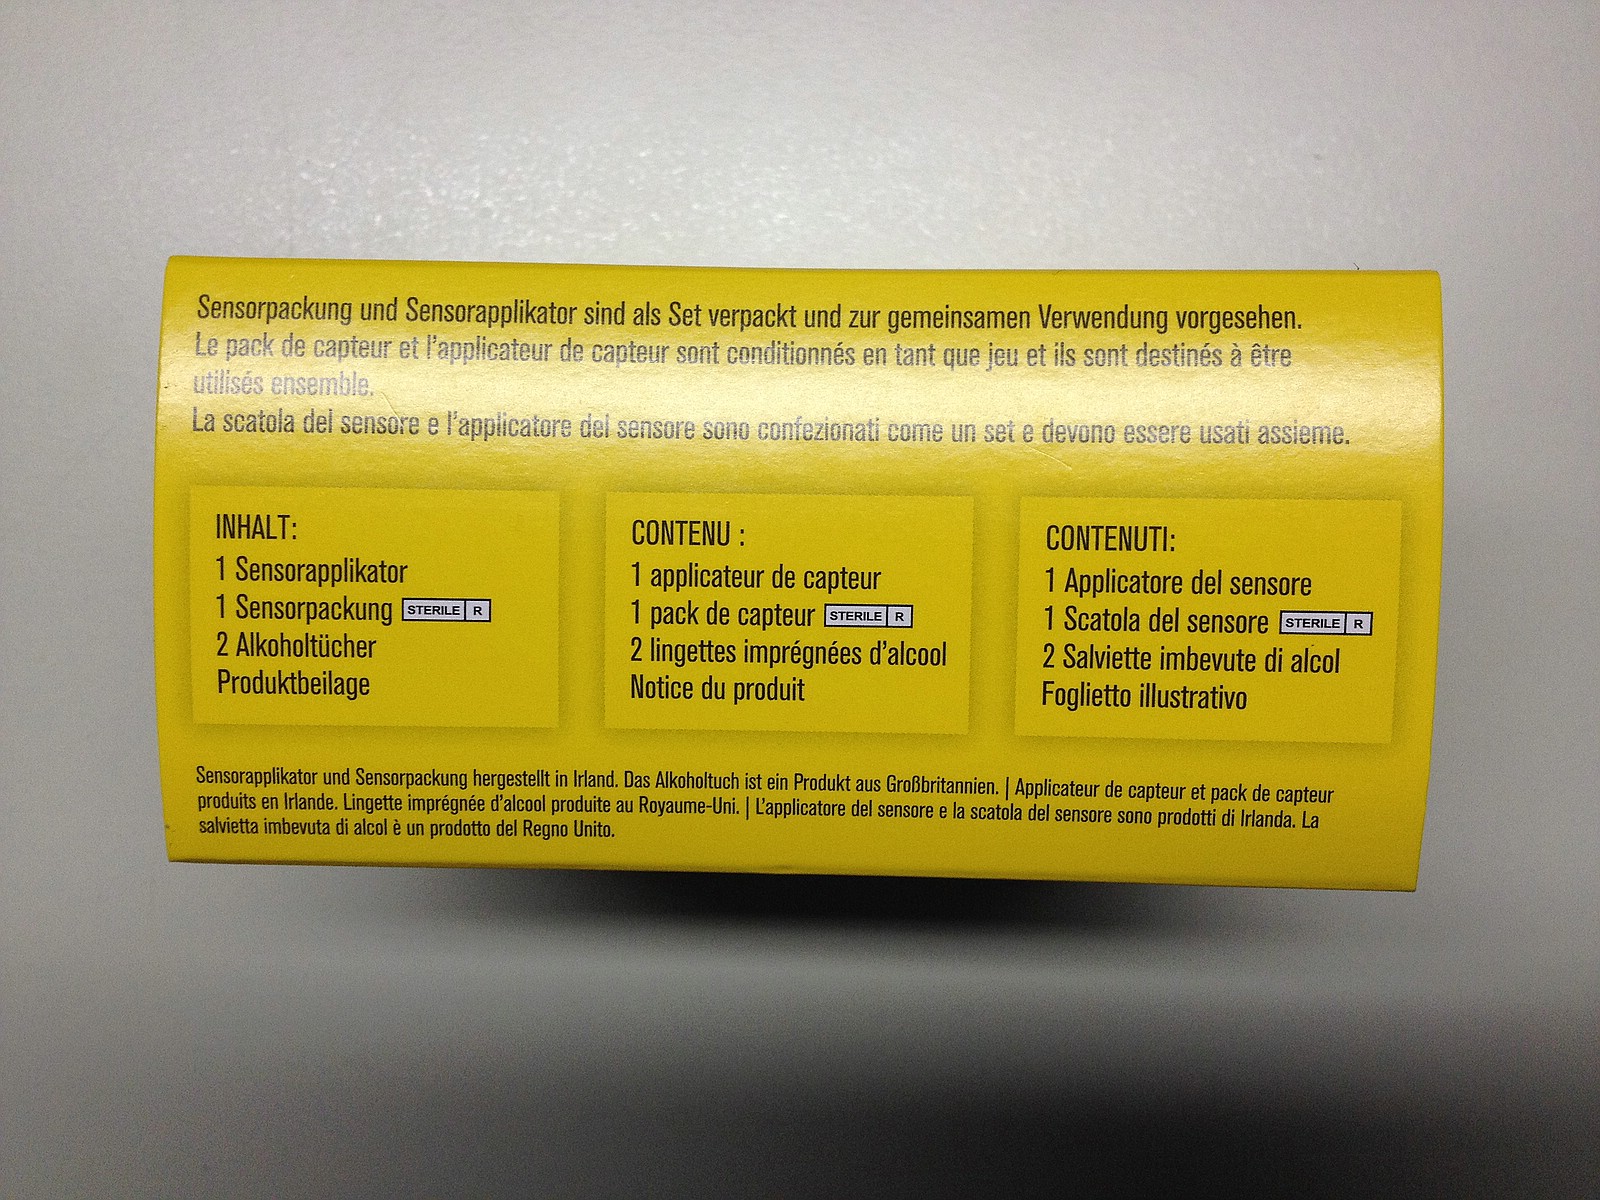 Sensorpackung und Sensorapplikator sind als Set verpackt und zur gemeinsamen Verwendung vorgesehen.
Le pack de capteur et l'applicateur de capteur sont conditionnés en tant que jeu et ils sont destinés à être
utilisés ensemble.
La scatola del sensore e l'applicatore del sensore sono confezionati come un set e devono essere usati assieme.
INHALT:
1 Sensorapplikator
1 Sensorpackung STERILE R
2 Alkoholtücher
Produktbeilage
CONTENU :
1 applicateur de capteur
1 pack de capteur STERILE R
2 lingettes imprégnées d'alcool
Notice du produit
CONTENUTI:
1 Applicatore del sensore
1 Scatola del sensore STERILE R
2 Salviette imbevute di alcol
Foglietto illustrativo
Sensorapplikator und Sensorpackung hergestellt in Irland. Das Alkoholtuch ist ein Produkt aus Großbritannien. | Applicateur de capteur et pack de capteur
produits en Irlande. Lingette imprégnée d'alcool produite au Royaume-Uni. | L'applicatore del sensore e la scatola del sensore sono prodotti di Irlanda. La
salvietta imbevuta di alcol è un prodotto del Regno Unito.